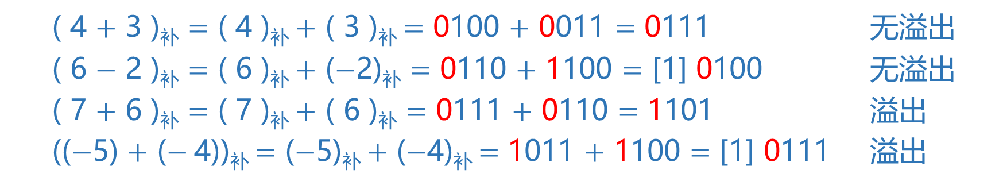 ( 4 + 3 )补 = ( 4 )补 + ( 3 )补 = 0100 + 0011 = 0111 无溢出
( 6 − 2 )补 = ( 6 )补 + (−2)补 = 0110 + 1100 = [1] 0100 无溢出
( 7 + 6 )补 = ( 7 )补 + ( 6 )补 = 0111 + 0110 = 1101 溢出
((−5) + (− 4))补 = (−5)补 + (−4)补 = 1011 + 1100 = [1] 0111 溢出